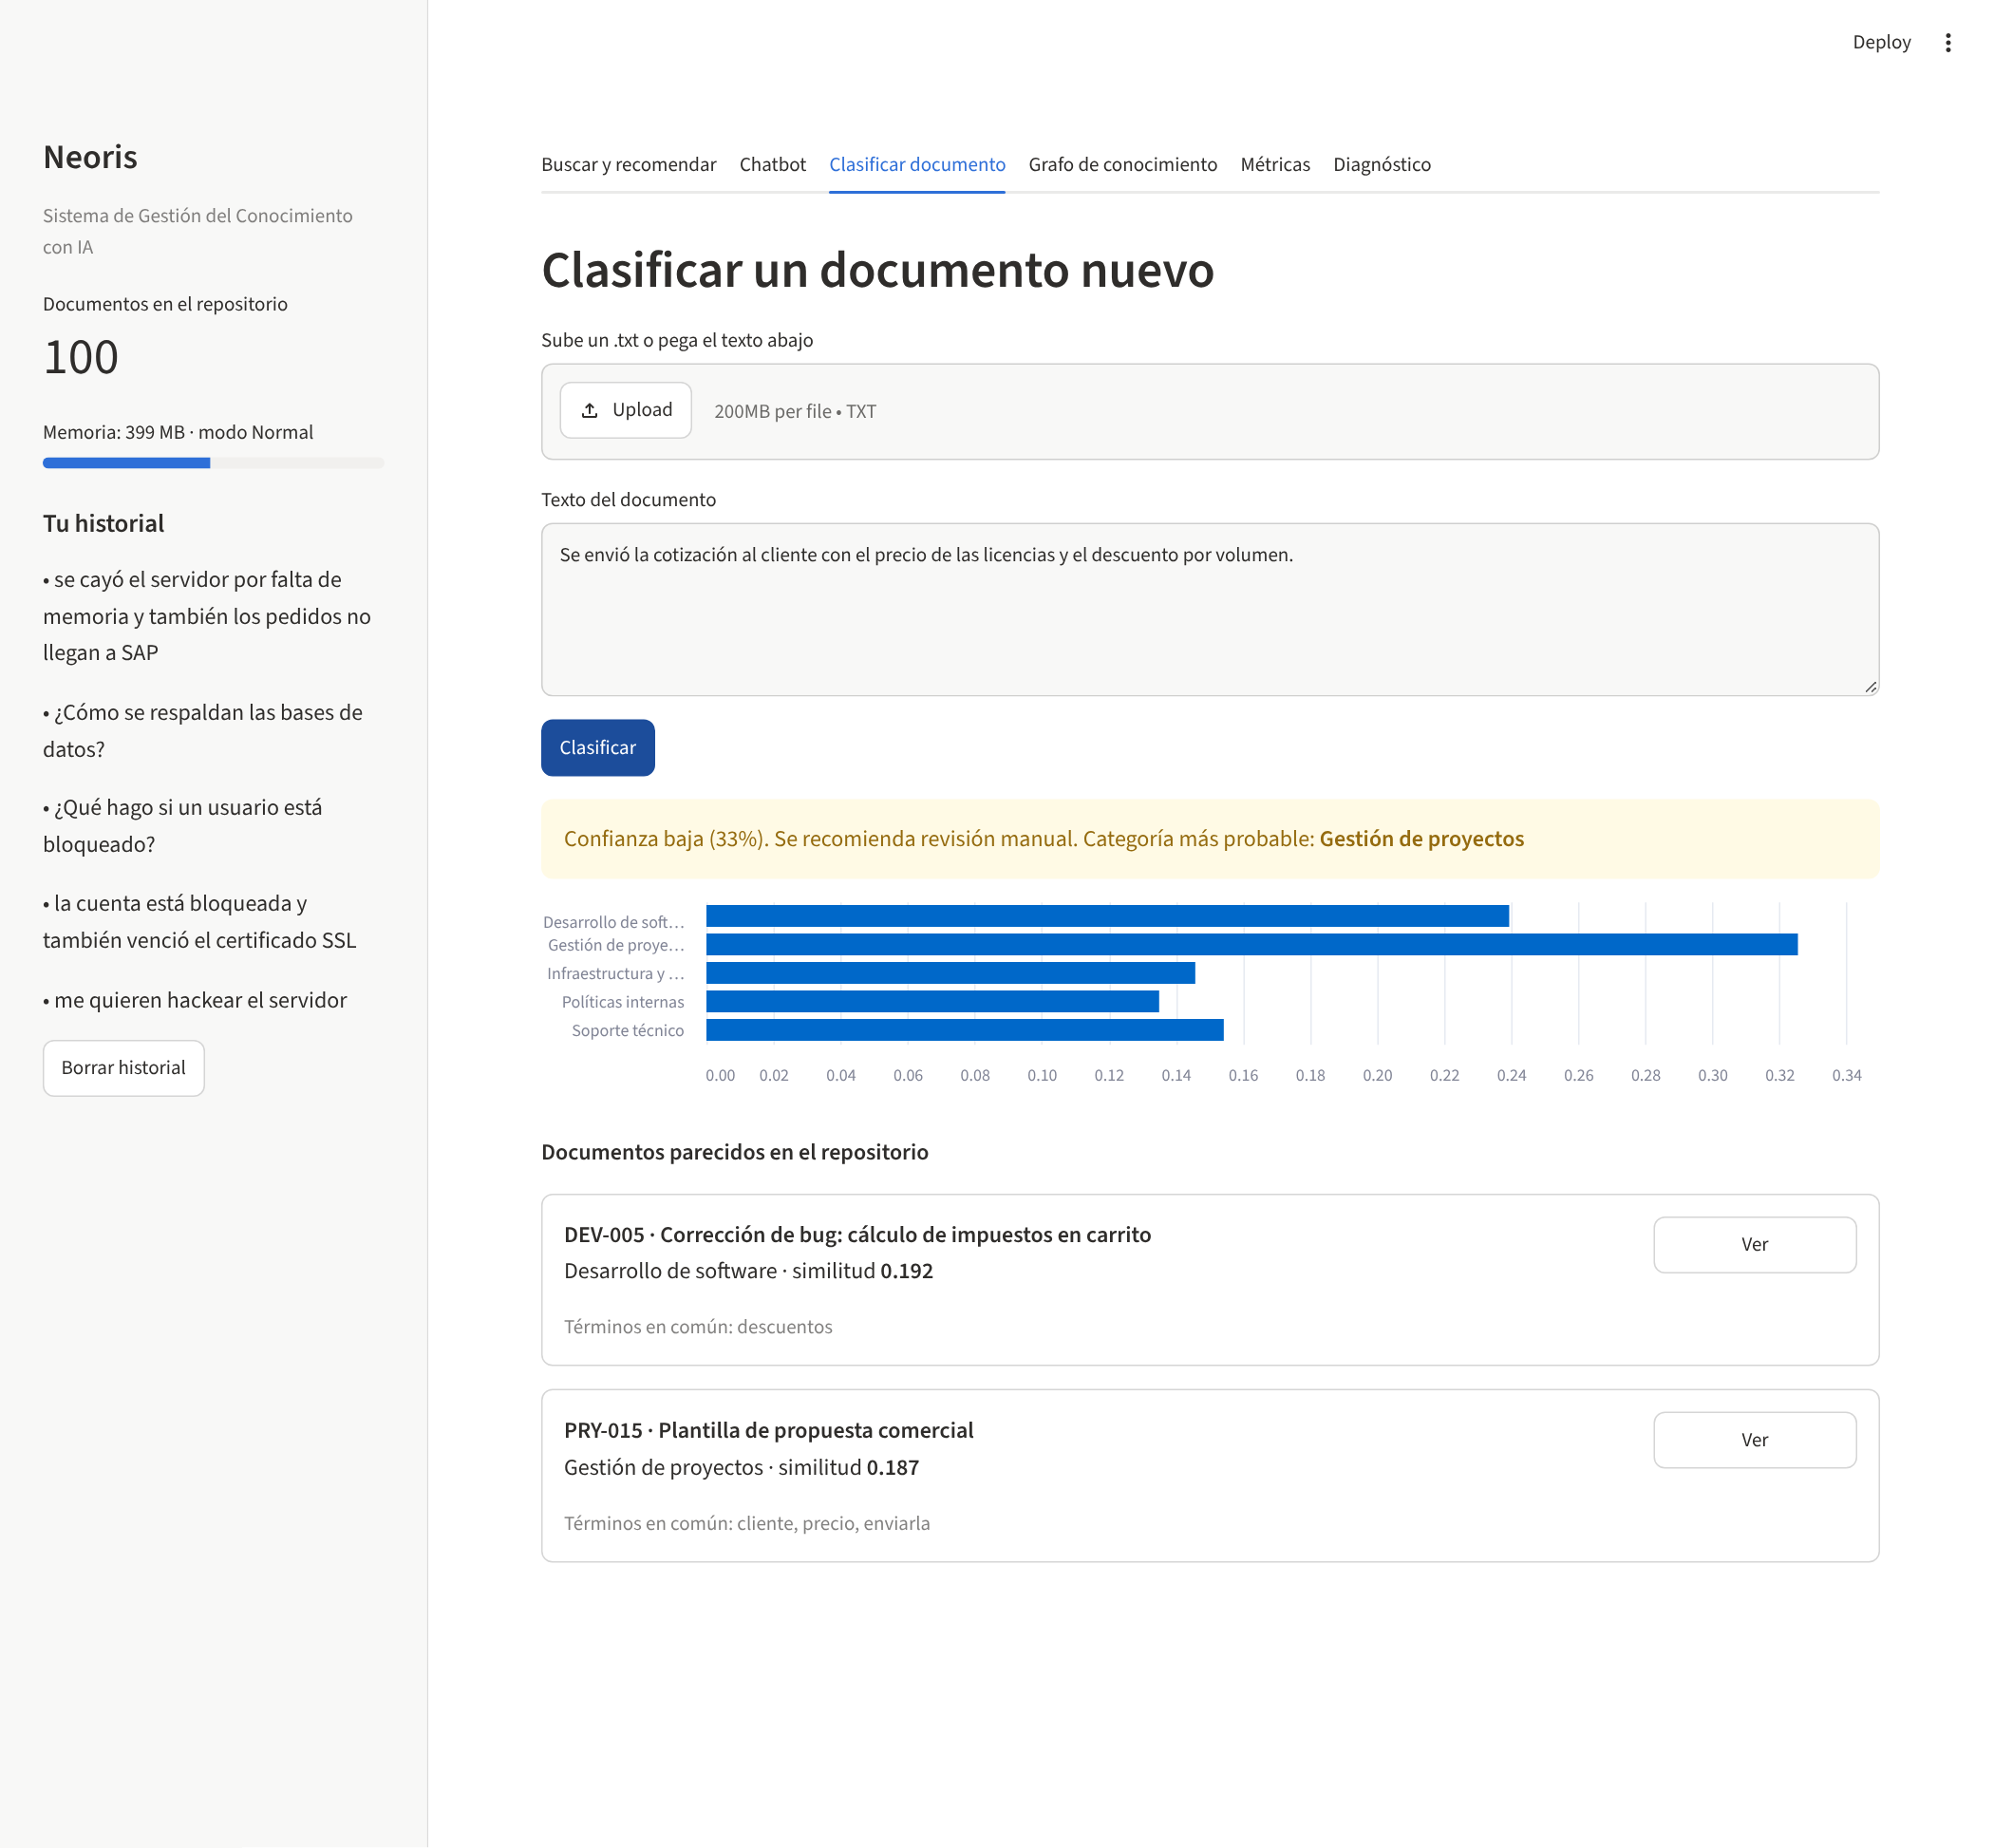 Deploy
Neoris
Sistema de Gestión del Conocimiento
con IA
Documentos en el repositorio
100
Memoria: 399 MB · modo Normal
Tu historial
• se cayó el servidor por falta de
memoria y también los pedidos no
llegan a SAP
• ¿Cómo se respaldan las bases de
datos?
• ¿Qué hago si un usuario está
bloqueado?
• la cuenta está bloqueada y
también venció el certificado SSL
• me quieren hackear el servidor
Borrar historial
Buscar y recomendar Chatbot Clasificar documento Grafo de conocimiento Métricas Diagnóstico
Clasificar un documento nuevo
Sube un .txt o pega el texto abajo
Upload 200MB per file • TXT
Texto del documento
Se envió la cotización al cliente con el precio de las licencias y el descuento por volumen.
Clasificar
Confianza baja (33%). Se recomienda revisión manual. Categoría más probable: Gestión de proyectos
Desarrollo de soft…
Gestión de proye…
Infraestructura y …
Políticas internas
Soporte técnico
0.00 0.02 0.04 0.06 0.08 0.10 0.12 0.14 0.16 0.18 0.20 0.22 0.24 0.26 0.28 0.30 0.32 0.34
Documentos parecidos en el repositorio
DEV-005 · Corrección de bug: cálculo de impuestos en carrito
Ver
Desarrollo de software · similitud 0.192
Términos en común: descuentos
PRY-015 · Plantilla de propuesta comercial
Ver
Gestión de proyectos · similitud 0.187
Términos en común: cliente, precio, enviarla